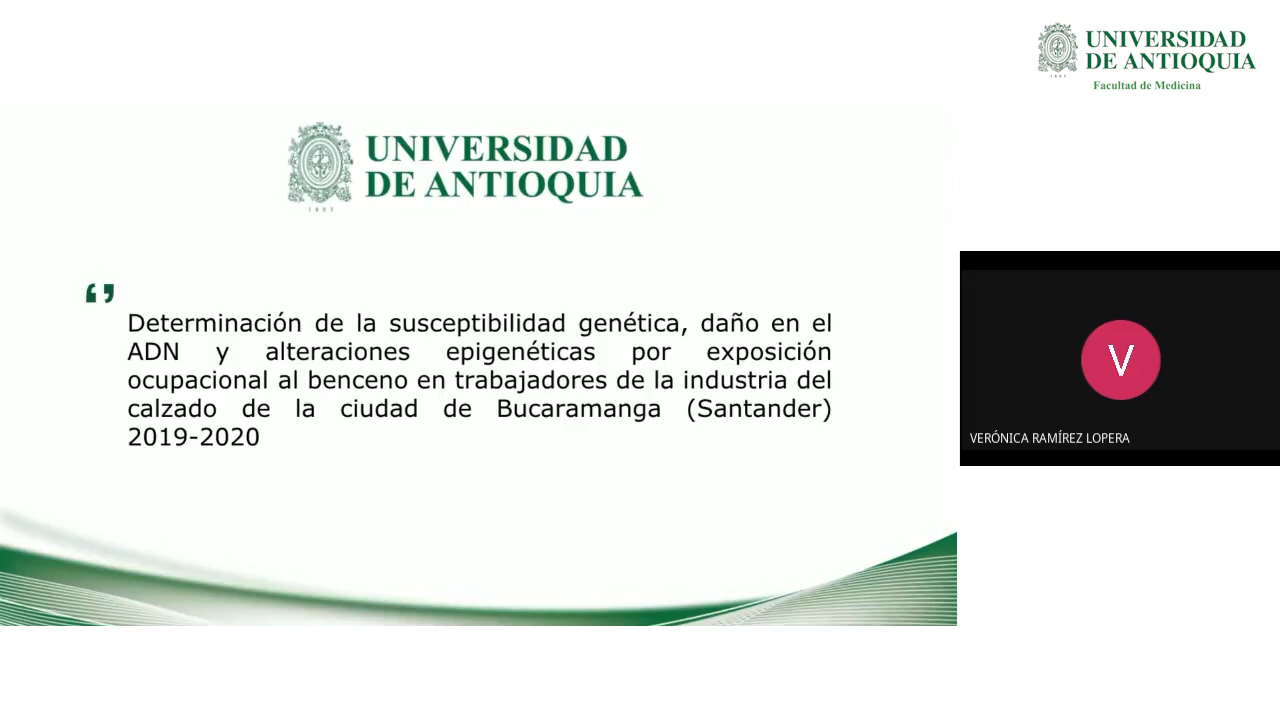 UNIVERSIDAD
DE ANTIOQUIA
Facultad de Medicina
UNIVERSIDAD
DE ANTIOQUIA
1803
Determinación de la susceptibilidad genética, daño en el
ADN y alteraciones epigenéticas por exposición
ocupacional al benceno en trabajadores de la industria del
calzado de la ciudad de Bucaramanga (Santander)
2019-2020
V
VERÓNICA RAMÍREZ LOPERA